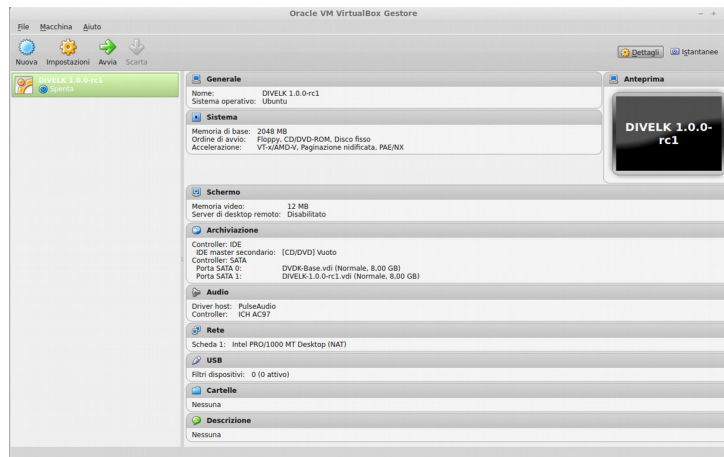 Oracle VM VirtualBox Gestore
File Macchina Aiuto
Nuova Impostazioni Avvia Scarta
Dettagli Istantanee
DIVELK 1.0.0-rc1
Spenta
Generale
Nome: DIVELK 1.0.0-rc1
Sistema operativo: Ubuntu
Sistema
Memoria di base: 2048 MB
Ordine di avvio: Floppy, CD/DVD-ROM, Disco fisso
Accelerazione: VT-x/AMD-V, Paginazione nidificata, PAE/NX
Anteprima
DIVELK 1.0.0-
rc1
Schermo
Memoria video: 12 MB
Server di desktop remoto: Disabilitato
Archiviazione
Controller: IDE
IDE master secondario: [CD/DVD] Vuoto
Controller: SATA
Porta SATA 0: DVDK-Base.vdi (Normale, 8,00 GB)
Porta SATA 1: DIVELK-1.0.0-rc1.vdi (Normale, 8,00 GB)
Audio
Driver host: PulseAudio
Controller: ICH AC97
Rete
Scheda 1: Intel PRO/1000 MT Desktop (NAT)
USB
Filtri dispositivi: 0 (0 attivo)
Cartelle
Nessuna
Descrizione
Nessuna